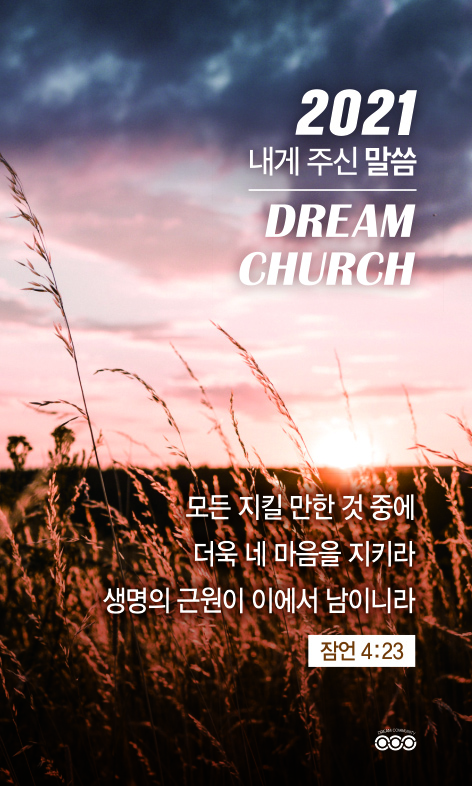 2021
내게 주신 말씀
DREAM
CHURCH
모든 지킬 만한 것 중에
더욱 네 마음을 지키라
생명의 근원이 이에서 남이니라
잠언 4:23